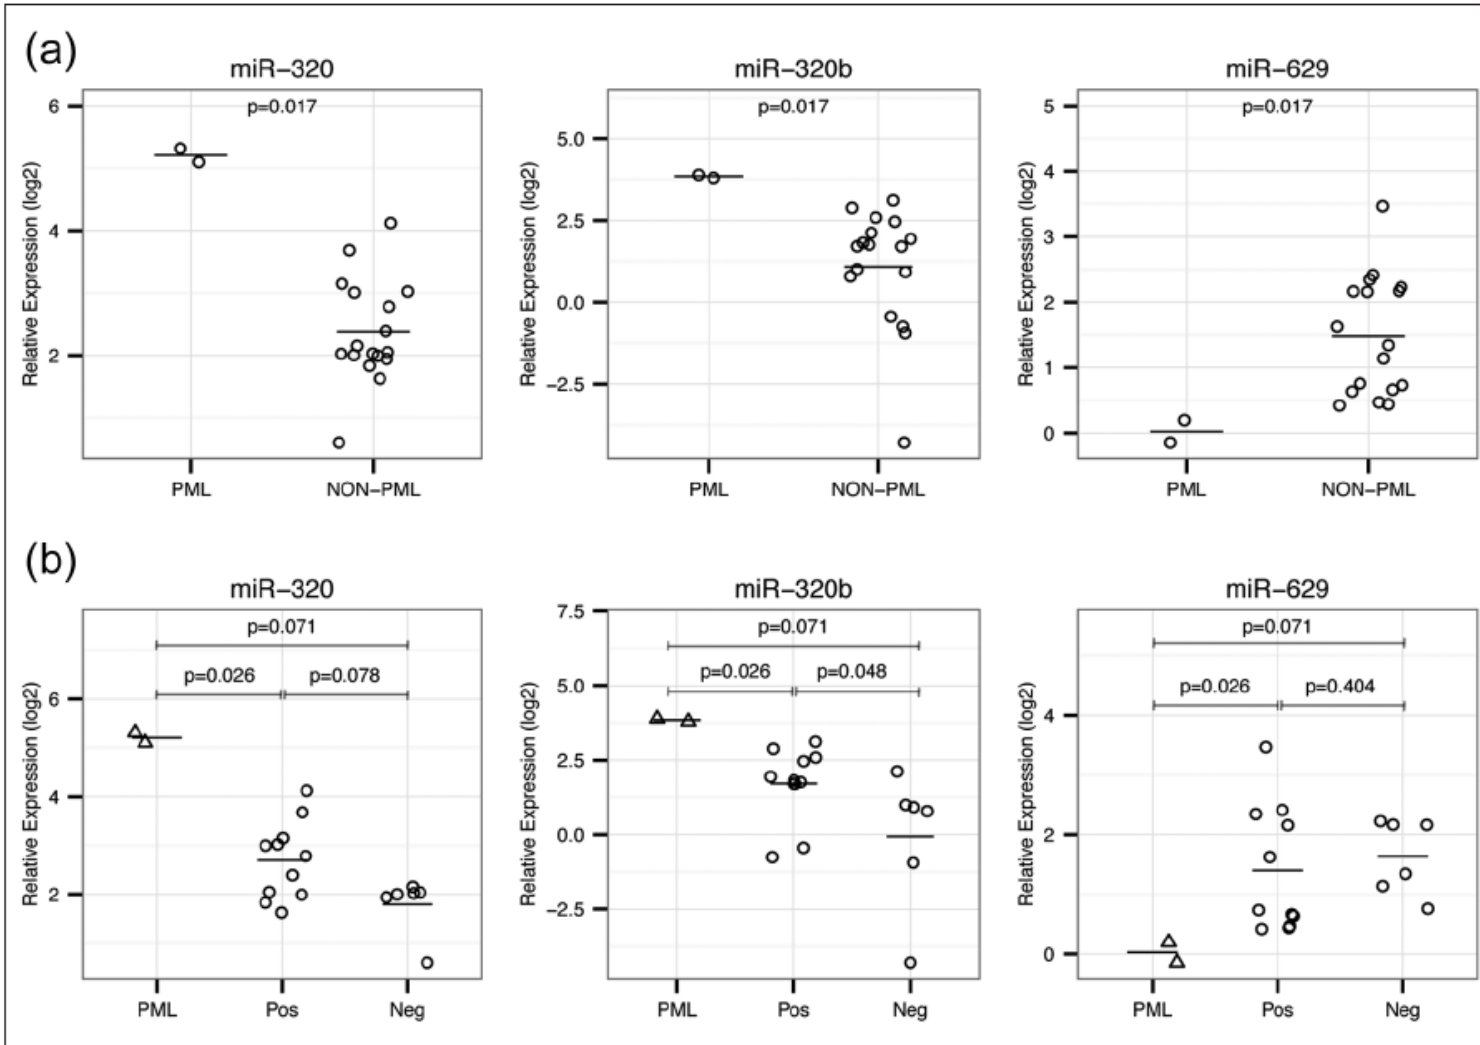 (a)
miR−320
p=0.017
Relative Expression (log2)
6
4
2
PML
NON−PML
miR−320b
p=0.017
Relative Expression (log2)
5.0
2.5
0.0
−2.5
PML
NON−PML
miR−629
p=0.017
Relative Expression (log2)
5
4
3
2
1
0
PML
NON−PML
(b)
miR−320
p=0.071
p=0.026
p=0.078
Relative Expression (log2)
6
4
2
PML
Pos
Neg
miR−320b
p=0.071
p=0.026
p=0.048
Relative Expression (log2)
7.5
5.0
2.5
0.0
−2.5
PML
Pos
Neg
miR−629
p=0.071
p=0.026
p=0.404
Relative Expression (log2)
4
2
0
PML
Pos
Neg